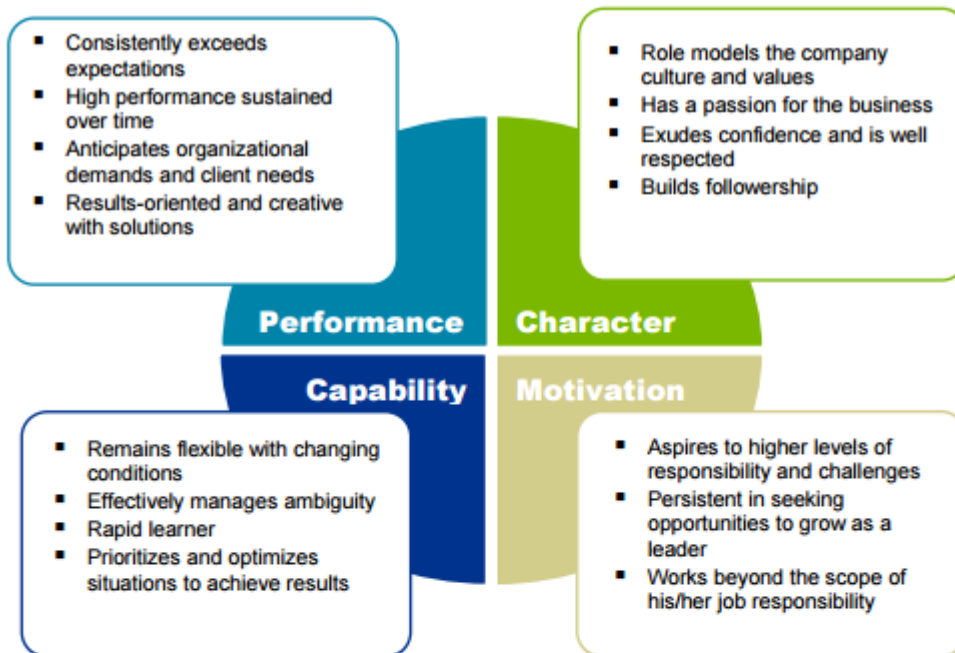 ▪ Consistently exceeds
expectations
▪ High performance sustained
over time
▪ Anticipates organizational
demands and client needs
▪ Results-oriented and creative
with solutions
▪ Role models the company
culture and values
▪ Has a passion for the business
▪ Exudes confidence and is well
respected
▪ Builds followership
Performance
Character
Capability
Motivation
▪ Remains flexible with changing
conditions
▪ Effectively manages ambiguity
▪ Rapid learner
▪ Prioritizes and optimizes
situations to achieve results
▪ Aspires to higher levels of
responsibility and challenges
▪ Persistent in seeking
opportunities to grow as a
leader
▪ Works beyond the scope of
his/her job responsibility